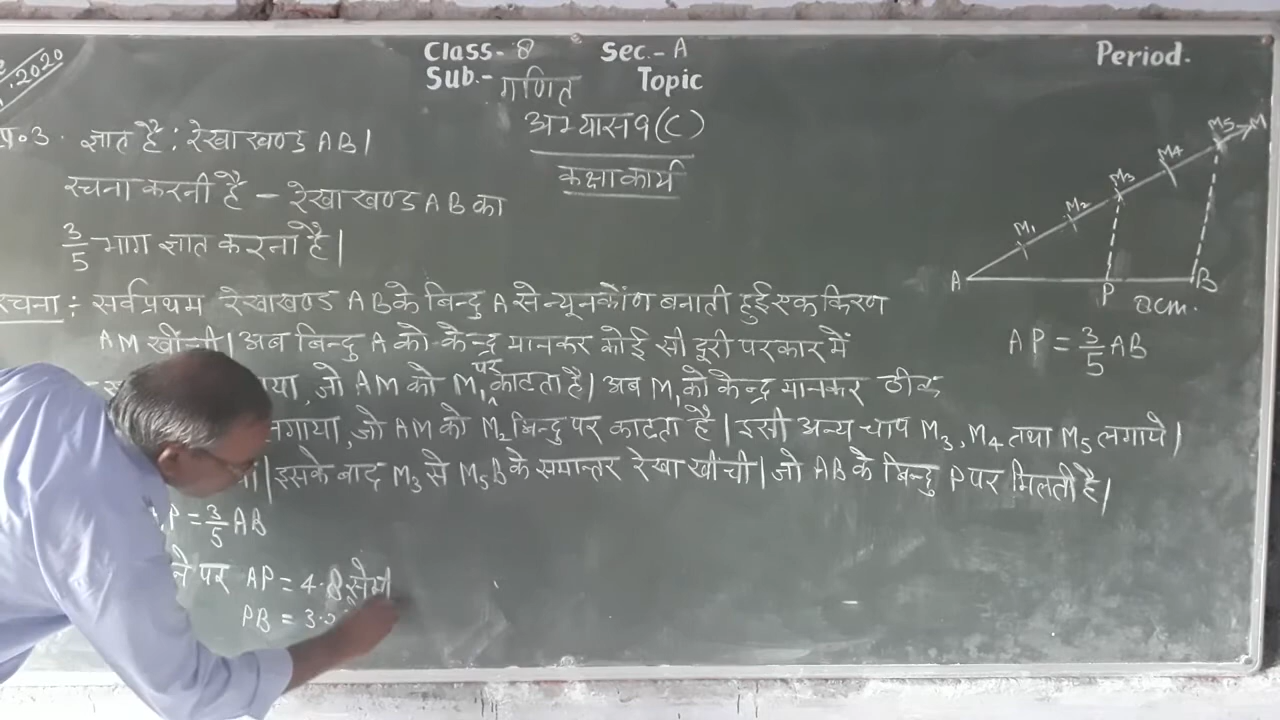 .2020
Class- 8 Sec.- A Period.
Sub.- गणित Topic
अभ्यास 9(C)
कक्षाकार्य
प्र०3. ज्ञात है: रेखाखण्ड AB।
रचना करनी है – रेखाखण्ड AB का
3/5 भाग ज्ञात करना है।
रचना: सर्वप्रथम रेखाखण्ड AB के बिन्दु A से न्यूनकोंण बनाती हुई एक किरण
AM खींची। अब बिन्दु A को केन्द्र मानकर कोई सी दूरी परकार में
जो AM को M₁ पर काटता है। अब M₁ को केन्द्र मानकर ठीक
लगाया, जो AM को M₂ बिन्दु पर काटता है। इसी अन्य चाप M₃, M₄ तथा M₅ लगाये।
इसके बाद M₃ से M₅B के समान्तर रेखा खींची। जो AB के बिन्दु P पर मिलती है।
P = 3/5 AB
पर AP = 4.8 सेमी
PB = 3.2
A M₁ M₂ M₃ M₄ M₅ M
P B
8cm.
AP = 3/5 AB